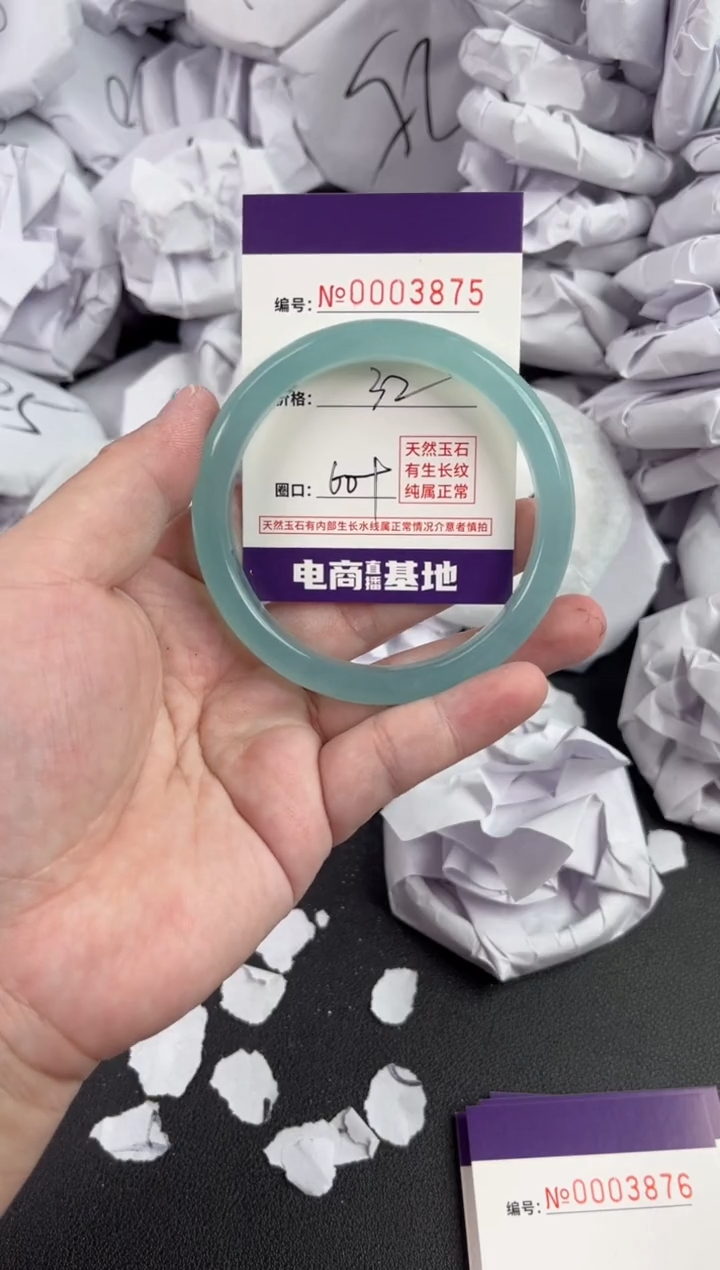 52
编号: №0003875
价格: 32
圈口: 60+
天然玉石
有生长纹
纯属正常
天然玉石有内部生长水线属正常情况介意者慎拍
电商直播基地
编号: №0003876